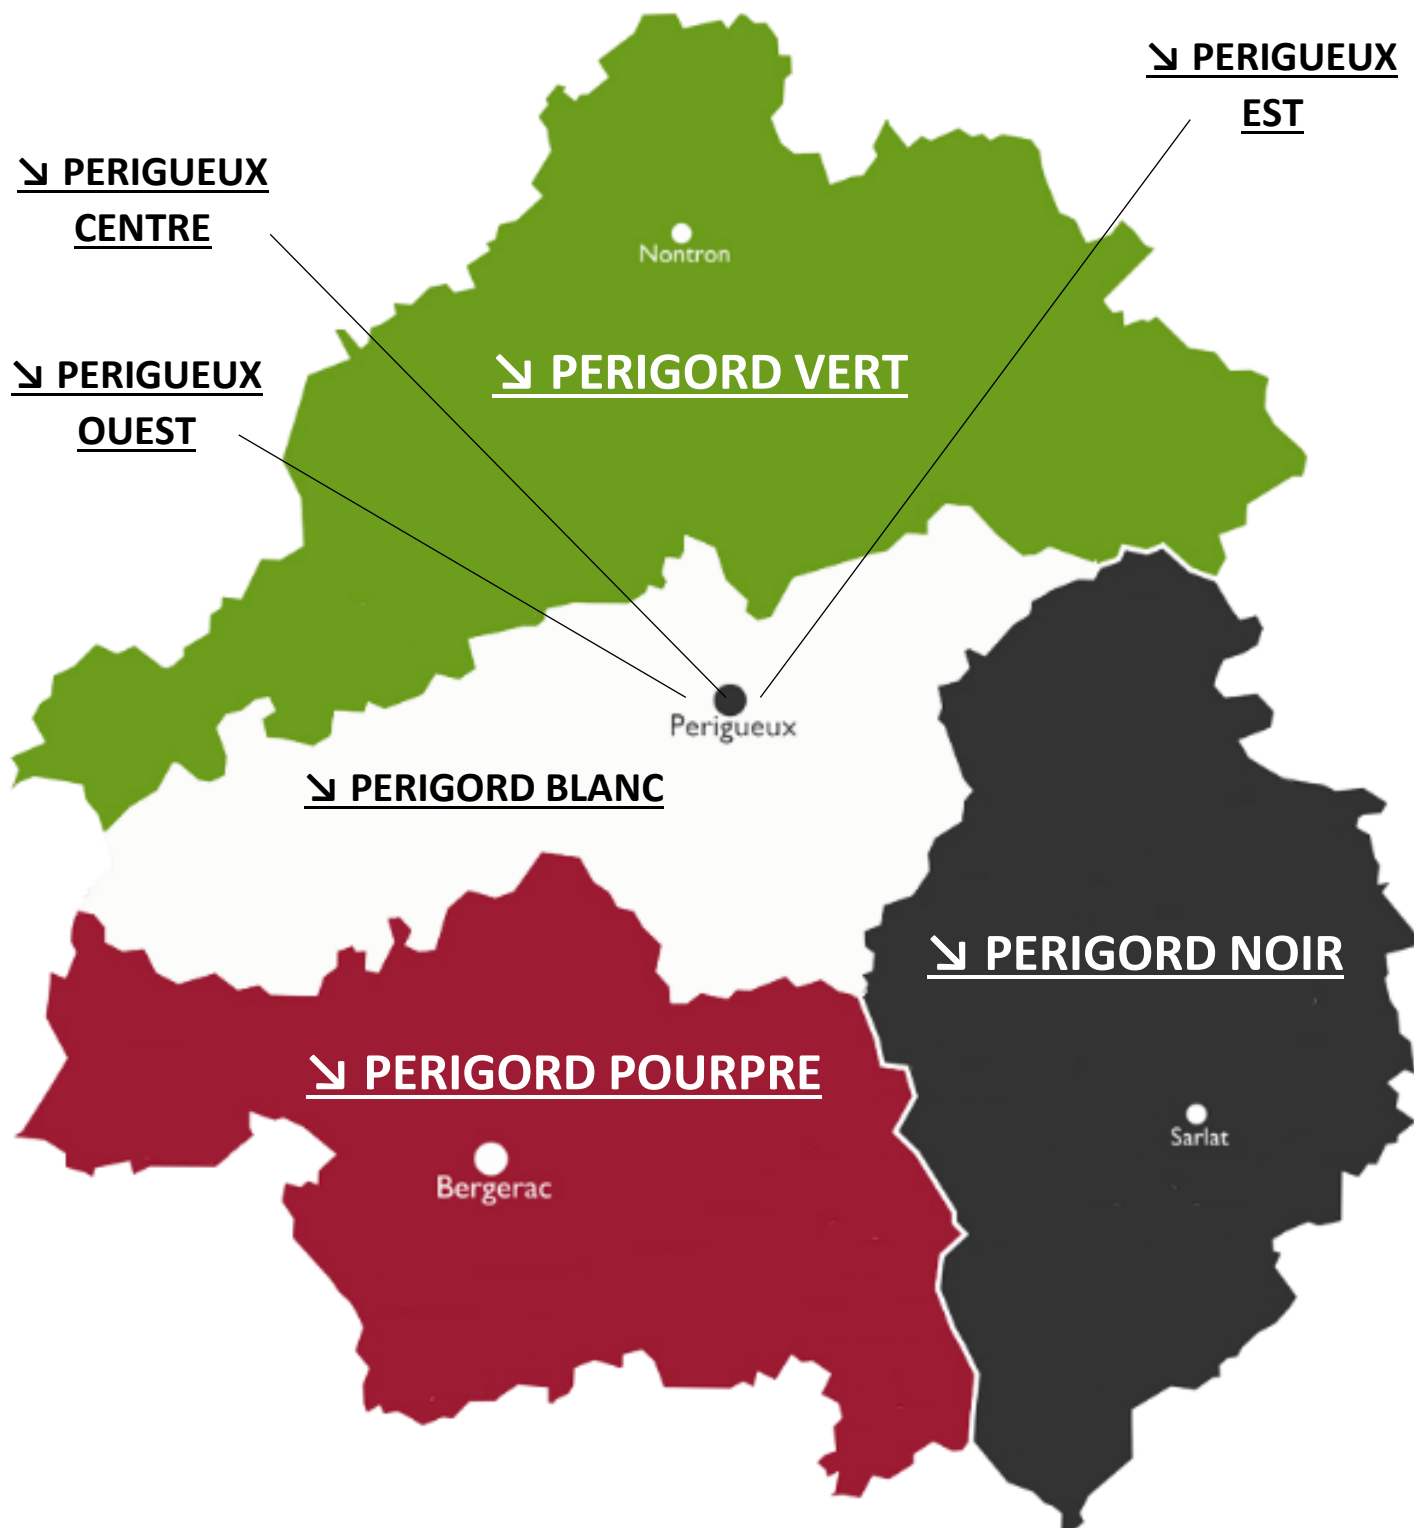 ↘ PERIGUEUX
EST
↘ PERIGUEUX
CENTRE
Nontron
↘ PERIGORD VERT
↘ PERIGUEUX
OUEST
Perigueux
↘ PERIGORD BLANC
↘ PERIGORD NOIR
↘ PERIGORD POURPRE
Sarlat
Bergerac